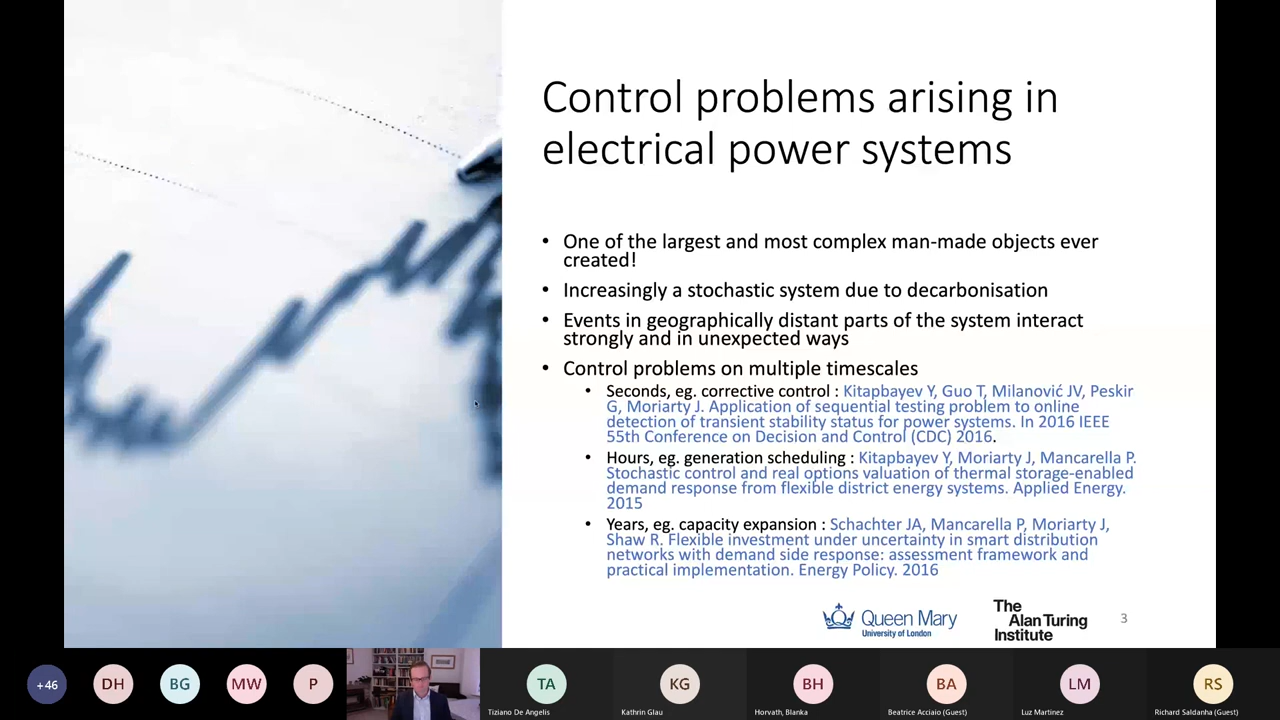 Control problems arising in
electrical power systems
• One of the largest and most complex man-made objects ever
created!
• Increasingly a stochastic system due to decarbonisation
• Events in geographically distant parts of the system interact
strongly and in unexpected ways
• Control problems on multiple timescales
• Seconds, eg. corrective control : Kitapbayev Y, Guo T, Milanović JV, Peskir
G, Moriarty J. Application of sequential testing problem to online
detection of transient stability status for power systems. In 2016 IEEE
55th Conference on Decision and Control (CDC) 2016.
• Hours, eg. generation scheduling : Kitapbayev Y, Moriarty J, Mancarella P.
Stochastic control and real options valuation of thermal storage-enabled
demand response from flexible district energy systems. Applied Energy.
2015
• Years, eg. capacity expansion : Schachter JA, Mancarella P, Moriarty J,
Shaw R. Flexible investment under uncertainty in smart distribution
networks with demand side response: assessment framework and
practical implementation. Energy Policy. 2016
Queen Mary
University of London
The
Alan Turing
Institute
3
+46
DH
BG
MW
P
TA
Tiziano De Angelis
KG
Kathrin Glau
BH
Horvath, Blanka
BA
Beatrice Acciaio (Guest)
LM
Luz Martinez
RS
Richard Saldanha (Guest)